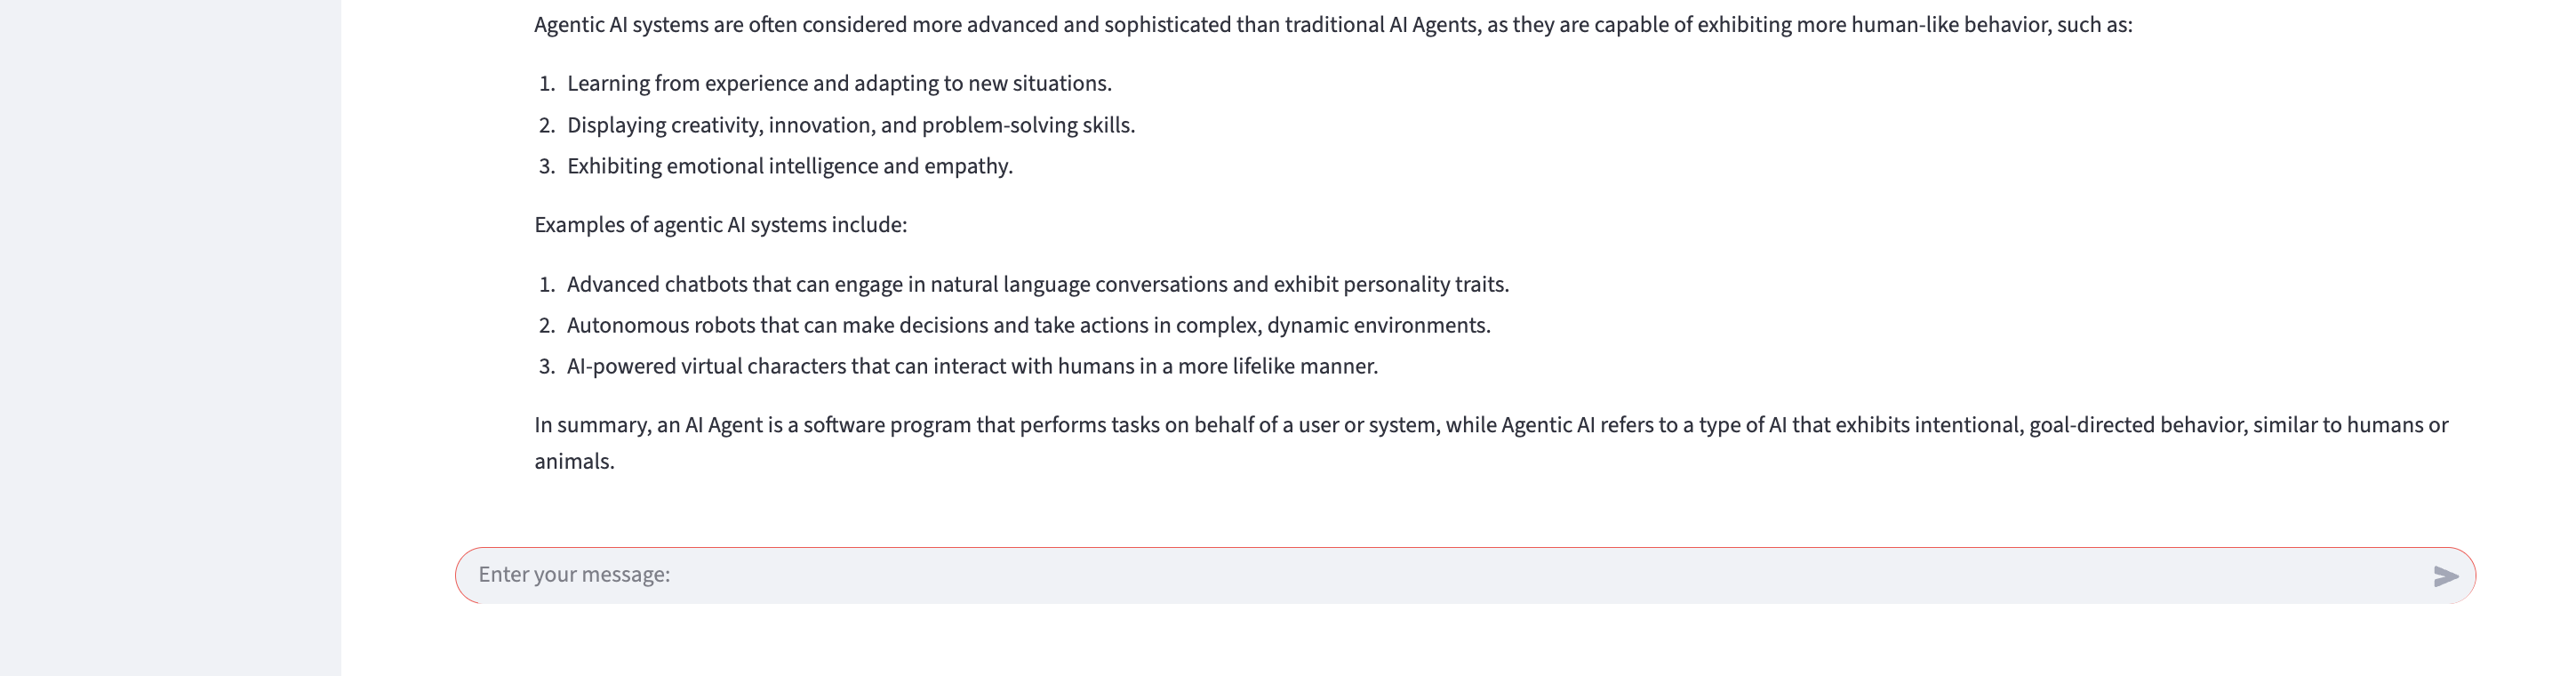 Agentic AI systems are often considered more advanced and sophisticated than traditional AI Agents, as they are capable of exhibiting more human-like behavior, such as:
1. Learning from experience and adapting to new situations.
2. Displaying creativity, innovation, and problem-solving skills.
3. Exhibiting emotional intelligence and empathy.
Examples of agentic AI systems include:
1. Advanced chatbots that can engage in natural language conversations and exhibit personality traits.
2. Autonomous robots that can make decisions and take actions in complex, dynamic environments.
3. AI-powered virtual characters that can interact with humans in a more lifelike manner.
In summary, an AI Agent is a software program that performs tasks on behalf of a user or system, while Agentic AI refers to a type of AI that exhibits intentional, goal-directed behavior, similar to humans or
animals.
Enter your message: